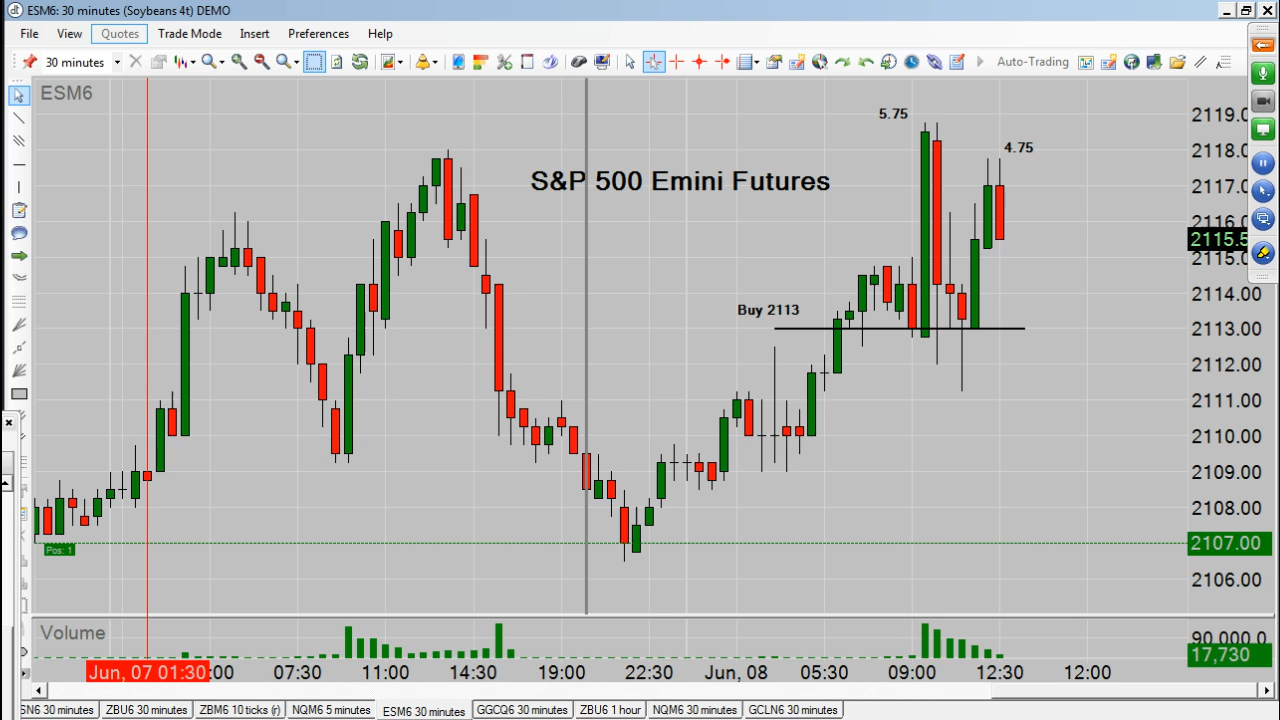 ESM6: 30 minutes (Soybeans 4t) DEMO
File View Quotes Trade Mode Insert Preferences Help
30 minutes Auto-Trading
ESM6
5.75
4.75
S&P 500 Emini Futures
Buy 2113
2119.0
2118.0
2117.0
2116.0
2115.5
2115.0
2114.00
2113.00
2112.00
2111.00
2110.00
2109.00
2108.00
2107.00
2106.00
Pos: 1
Volume
90 000.0
17,730
Jun, 07 01:30 :00 07:30 11:00 14:30 19:00 22:30 Jun, 08 05:30 09:00 12:30 12:00
SN6 30 minutes ZBU6 30 minutes ZBM6 10 ticks (r) NQM6 5 minutes ESM6 30 minutes GGCQ6 30 minutes ZBU6 1 hour NQM6 30 minutes GCLN6 30 minutes